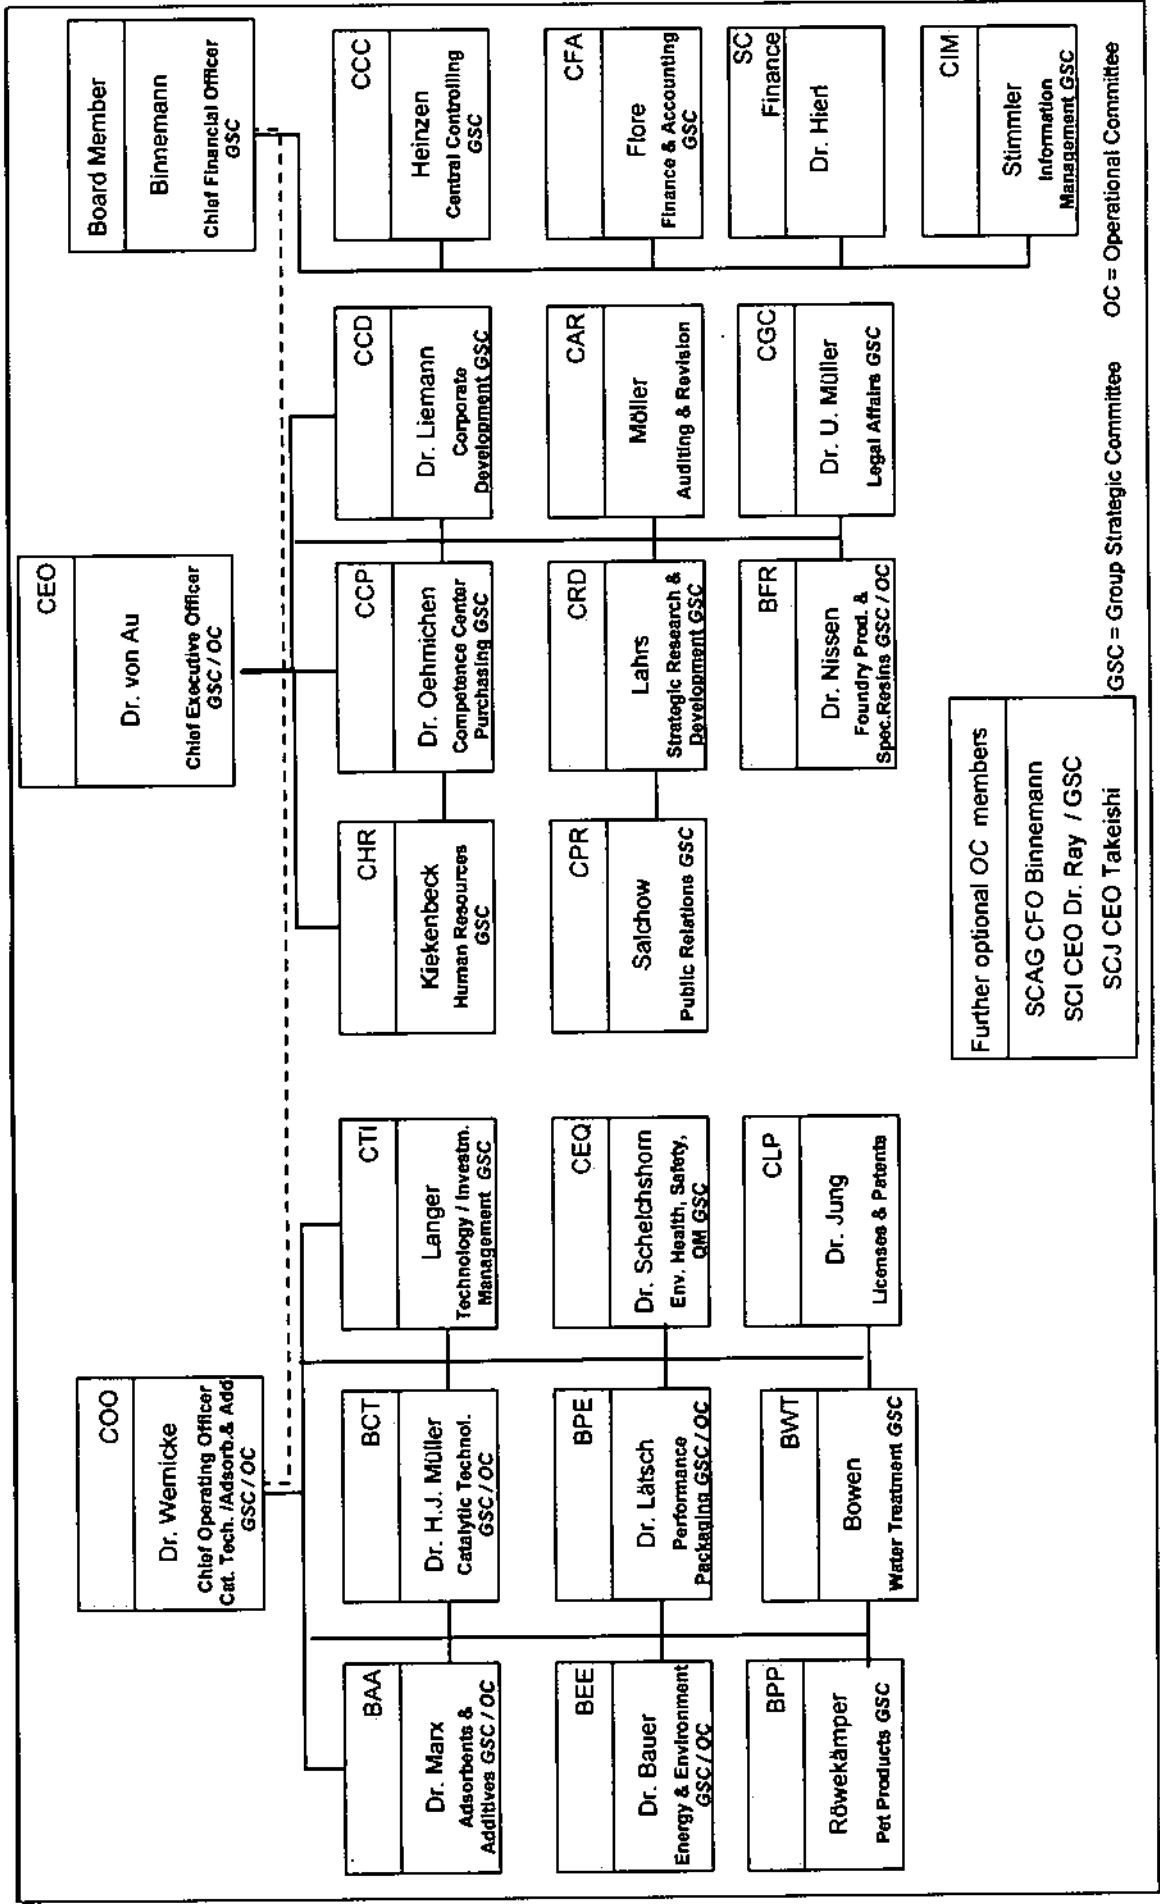 CEO
Dr. von Au
Chief Executive Officer
GSC / OC
COO
Dr. Wernicke
Chief Operating Officer
Cat. Tech. /Adsorb.& Add
GSC / OC
Board Member
Binnemann
Chief Financial Officer
GSC
BAA
Dr. Marx
Adsorbents &
Additives GSC / OC
BCT
Dr. H.J. Müller
Catalytic Technol.
GSC / OC
CTI
Langer
Technology / Investm.
Management GSC
CHR
Kiekenbeck
Human Resources
GSC
CCP
Dr. Oehmichen
Competence Center
Purchasing GSC
CCD
Dr. Liemann
Corporate
Development GSC
CCC
Heinzen
Central Controlling
GSC
BEE
Dr. Bauer
Energy & Environment
GSC / OC
BPE
Dr. Lätsch
Performance
Packaging GSC / OC
CEQ
Dr. Schelchshorn
Env. Health, Safety,
QM GSC
CPR
Salchow
Public Relations GSC
CRD
Lahrs
Strategic Research &
Development GSC
CAR
Möller
Auditing & Revision
CFA
Flore
Finance & Accounting
GSC
BPP
Röwekämper
Pet Products GSC
BWT
Bowen
Water Treatment GSC
CLP
Dr. Jung
Licenses & Patents
BFR
Dr. Nissen
Foundry Prod. &
Spec.Resins GSC / OC
CGC
Dr. U. Müller
Legal Affairs GSC
SC
Finance
Dr. Hierl
CIM
Stimmler
Information
Management GSC
Further optional OC members
SCAG CFO Binnemann
SCI CEO Dr. Ray / GSC
SCJ CEO Takeishi
GSC = Group Strategic Committee OC = Operational Committee